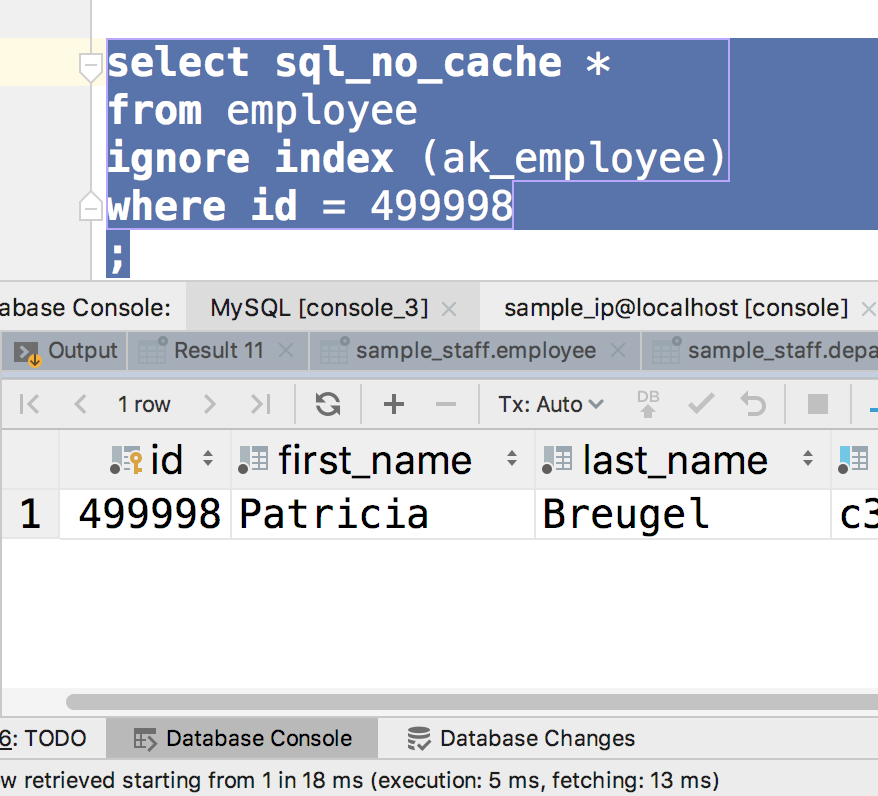 select sql_no_cache *
from employee
ignore index (ak_employee)
where id = 499998
;
abase Console: MySQL [console_3] sample_ip@localhost [console]
Output Result 11 sample_staff.employee sample_staff.depa
1 row Tx: Auto DB
id first_name last_name
1 499998 Patricia Breugel c3
6: TODO Database Console Database Changes
w retrieved starting from 1 in 18 ms (execution: 5 ms, fetching: 13 ms)